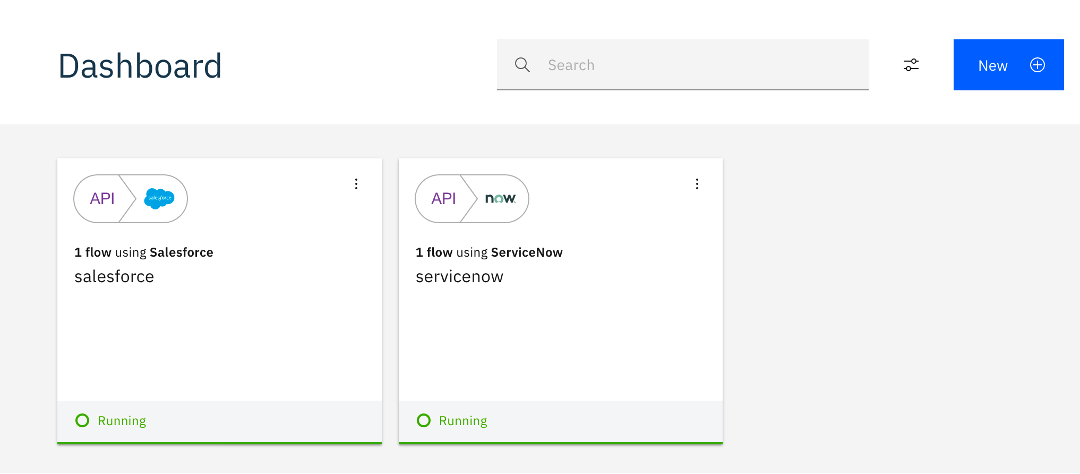 Dashboard
Search
New
API salesforce
1 flow using Salesforce
salesforce
Running
API now.
1 flow using ServiceNow
servicenow
Running